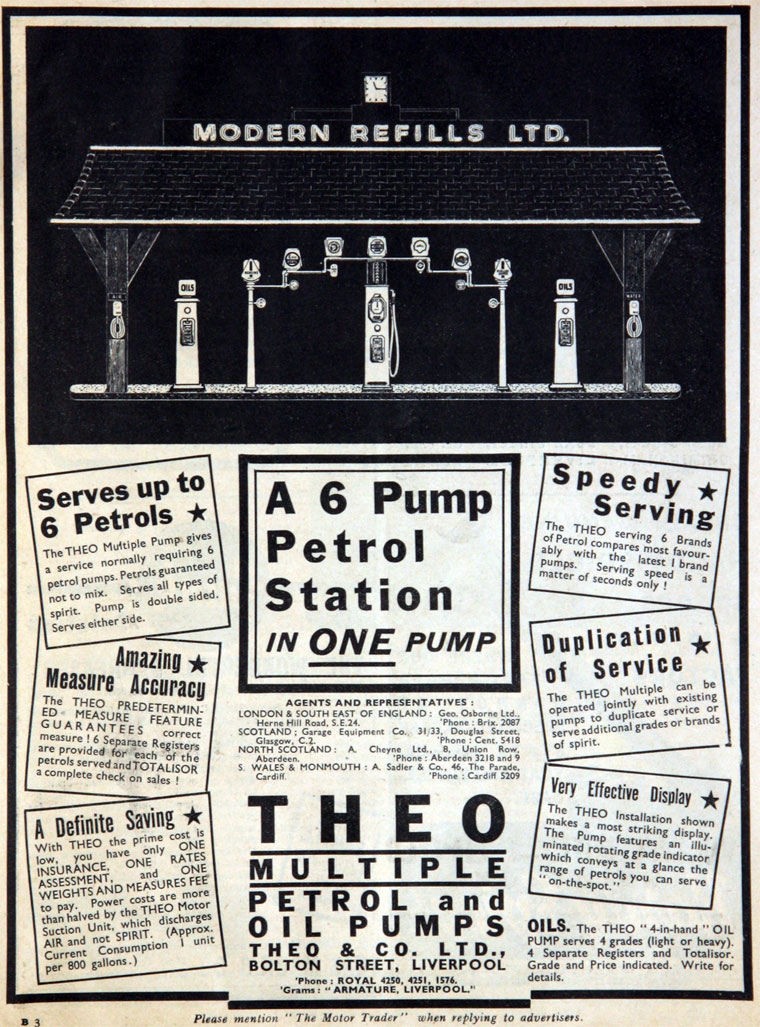 MODERN REFILLS LTD.
OILS
OILS
AIR
WATER
Serves up to
6 Petrols ★
The THEO Multiple Pump gives
a service normally requiring 6
petrol pumps. Petrols guaranteed
not to mix. Serves all types of
spirit. Pump is double sided.
Serves either side.
Amazing ★
Measure Accuracy
The THEO PREDETERMIN-
ED MEASURE FEATURE
GUARANTEES correct
measure ! 6 Separate Registers
are provided for each of the
petrols served and TOTALISOR
a complete check on sales !
A Definite Saving ★
With THEO the prime cost is
low, you have only ONE
INSURANCE, ONE RATES
ASSESSMENT, and ONE
WEIGHTS AND MEASURES FEE
to pay. Power costs are more
than halved by the THEO Motor
Suction Unit, which discharges
AIR and not SPIRIT. (Approx.
Current Consumption 1 unit
per 800 gallons.)
A 6 Pump
Petrol
Station
IN ONE PUMP
AGENTS AND REPRESENTATIVES :
LONDON & SOUTH EAST OF ENGLAND : Geo. Osborne Ltd.,
Herne Hill Road, S.E.24. 'Phone : Brix. 2087
SCOTLAND ; Garage Equipment Co., 31/33, Douglas Street,
Glasgow, C.2. 'Phone : Cent. 5418
NORTH SCOTLAND : A. Cheyne Ltd., 8, Union Row,
Aberdeen. 'Phone : Aberdeen 3218 and 9
S. WALES & MONMOUTH : A. Sadler & Co., 46, The Parade,
Cardiff. 'Phone : Cardiff 5209
THEO
MULTIPLE
PETROL and
OIL PUMPS
THEO & CO. LTD.,
BOLTON STREET, LIVERPOOL
'Phone : ROYAL 4250, 4251, 1576.
'Grams : "ARMATURE, LIVERPOOL."
Speedy ★
Serving
The THEO serving 6 Brands
of Petrol compares most favour-
ably with the latest 1 brand
pumps. Serving speed is a
matter of seconds only !
Duplication ★
of Service
The THEO Multiple can be
operated jointly with existing
pumps to duplicate service or
serve additional grades or brands
of spirit.
Very Effective Display ★
The THEO Installation shown
makes a most striking display.
The Pump features an illu-
minated rotating grade indicator
which conveys at a glance the
range of petrols you can serve
"on-the-spot."
OILS. The THEO "4-in-hand" OIL
PUMP serves 4 grades (light or heavy).
4 Separate Registers and Totalisor.
Grade and Price indicated. Write for
details.
B 3
Please mention "The Motor Trader" when replying to advertisers.